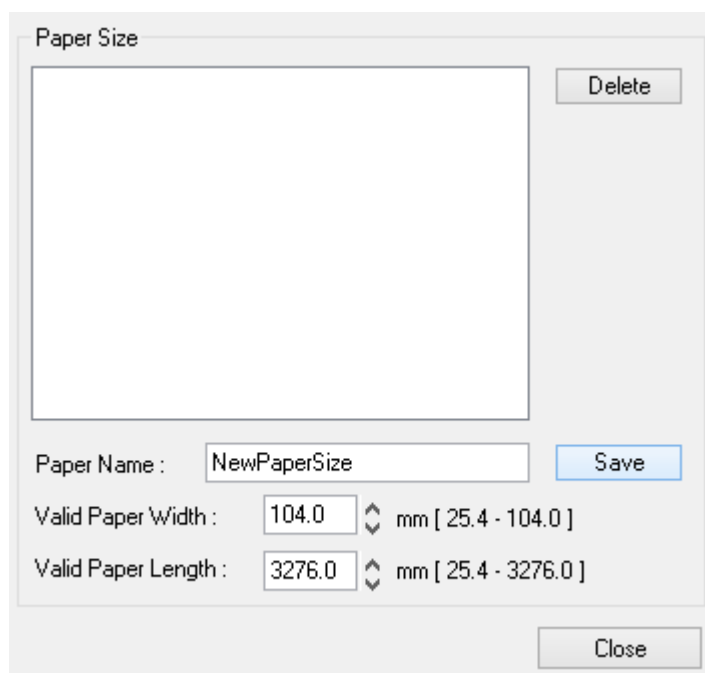 Paper Size
Delete
Paper Name : NewPaperSize Save
Valid Paper Width : 104.0 mm [ 25.4 - 104.0 ]
Valid Paper Length : 3276.0 mm [ 25.4 - 3276.0 ]
Close